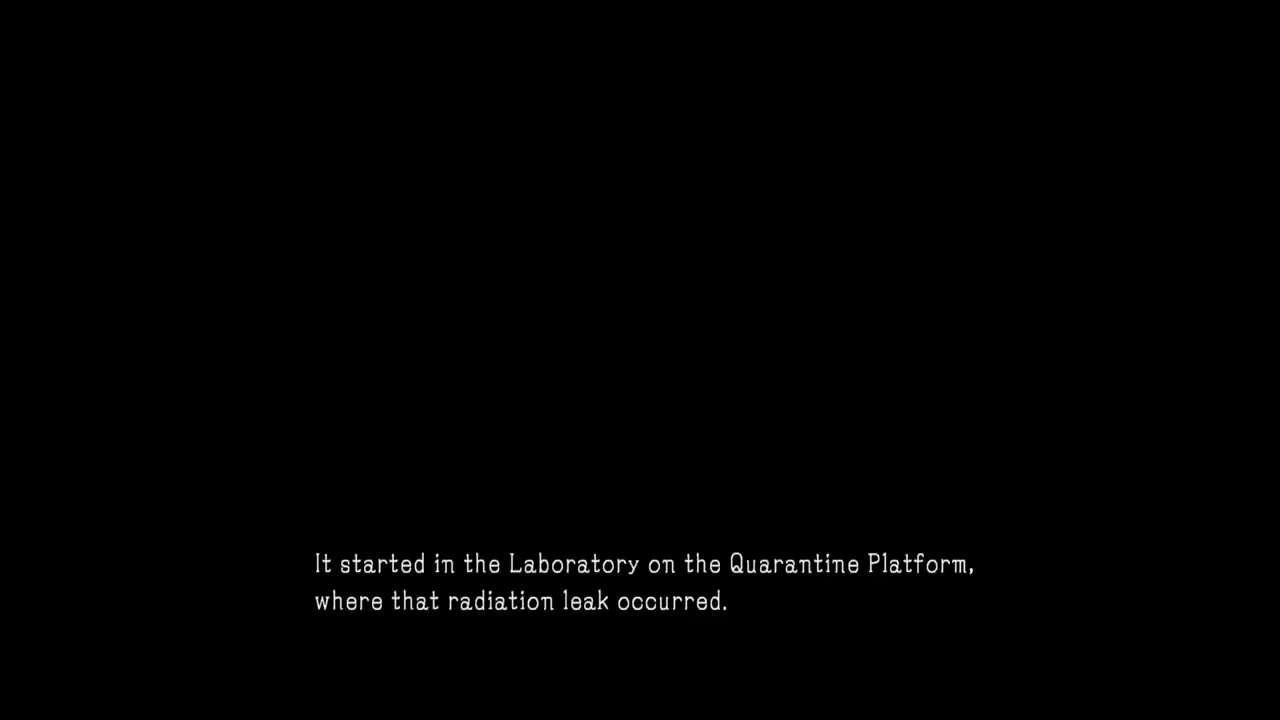 It started in the Laboratory on the Quarantine Platform,
where that radiation leak occurred.